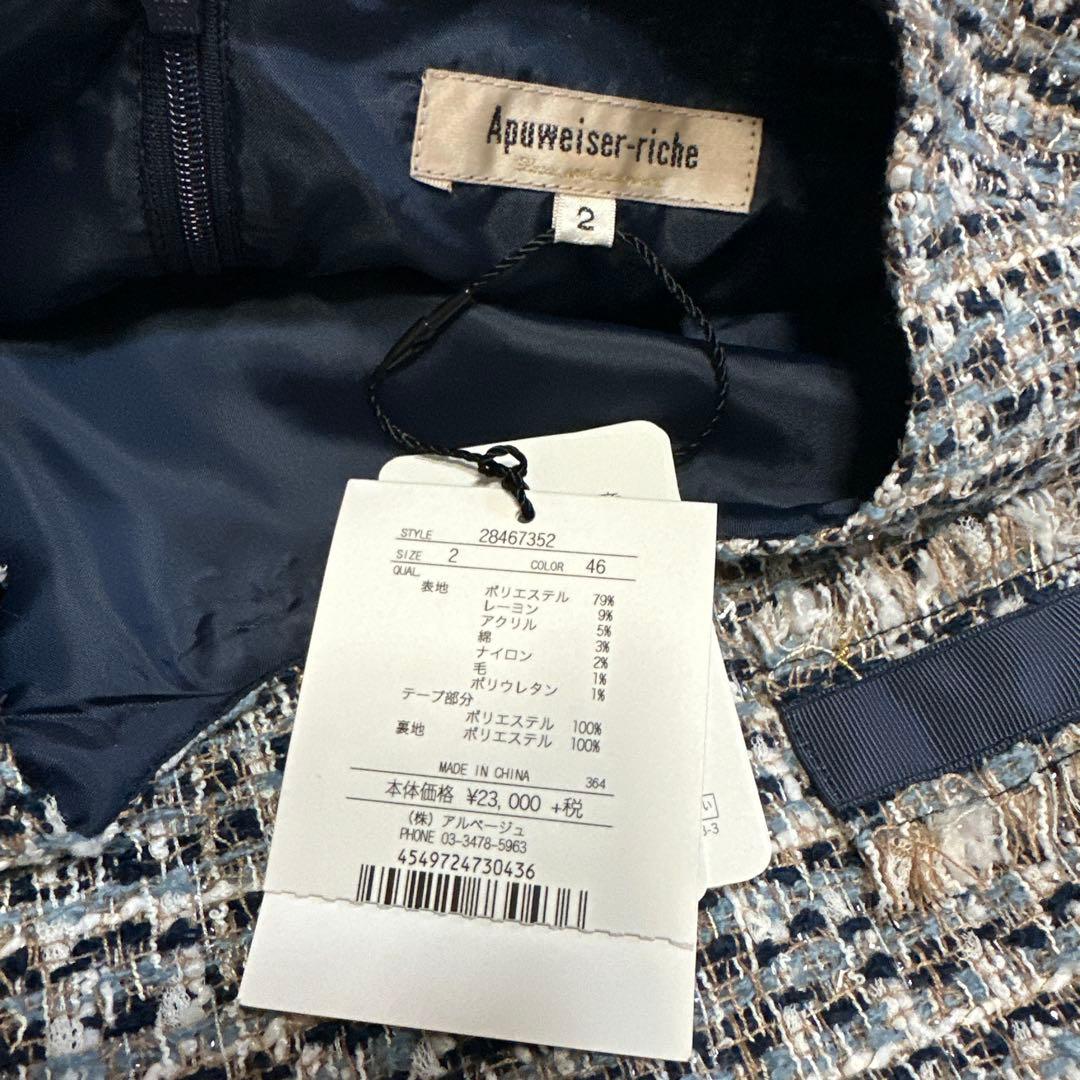 Apuweiser-riche
2
STYLE 28467352
SIZE 2 COLOR 46
QUAL.
表地 ポリエステル 79%
レーヨン 9%
アクリル 5%
綿 3%
ナイロン 2%
毛 1%
ポリウレタン 1%
テープ部分
ポリエステル 100%
裏地 ポリエステル 100%
MADE IN CHINA 364
本体価格 ¥23,000 +税
(株) アルページュ
PHONE 03-3478-5963
4549724730436
い
-3